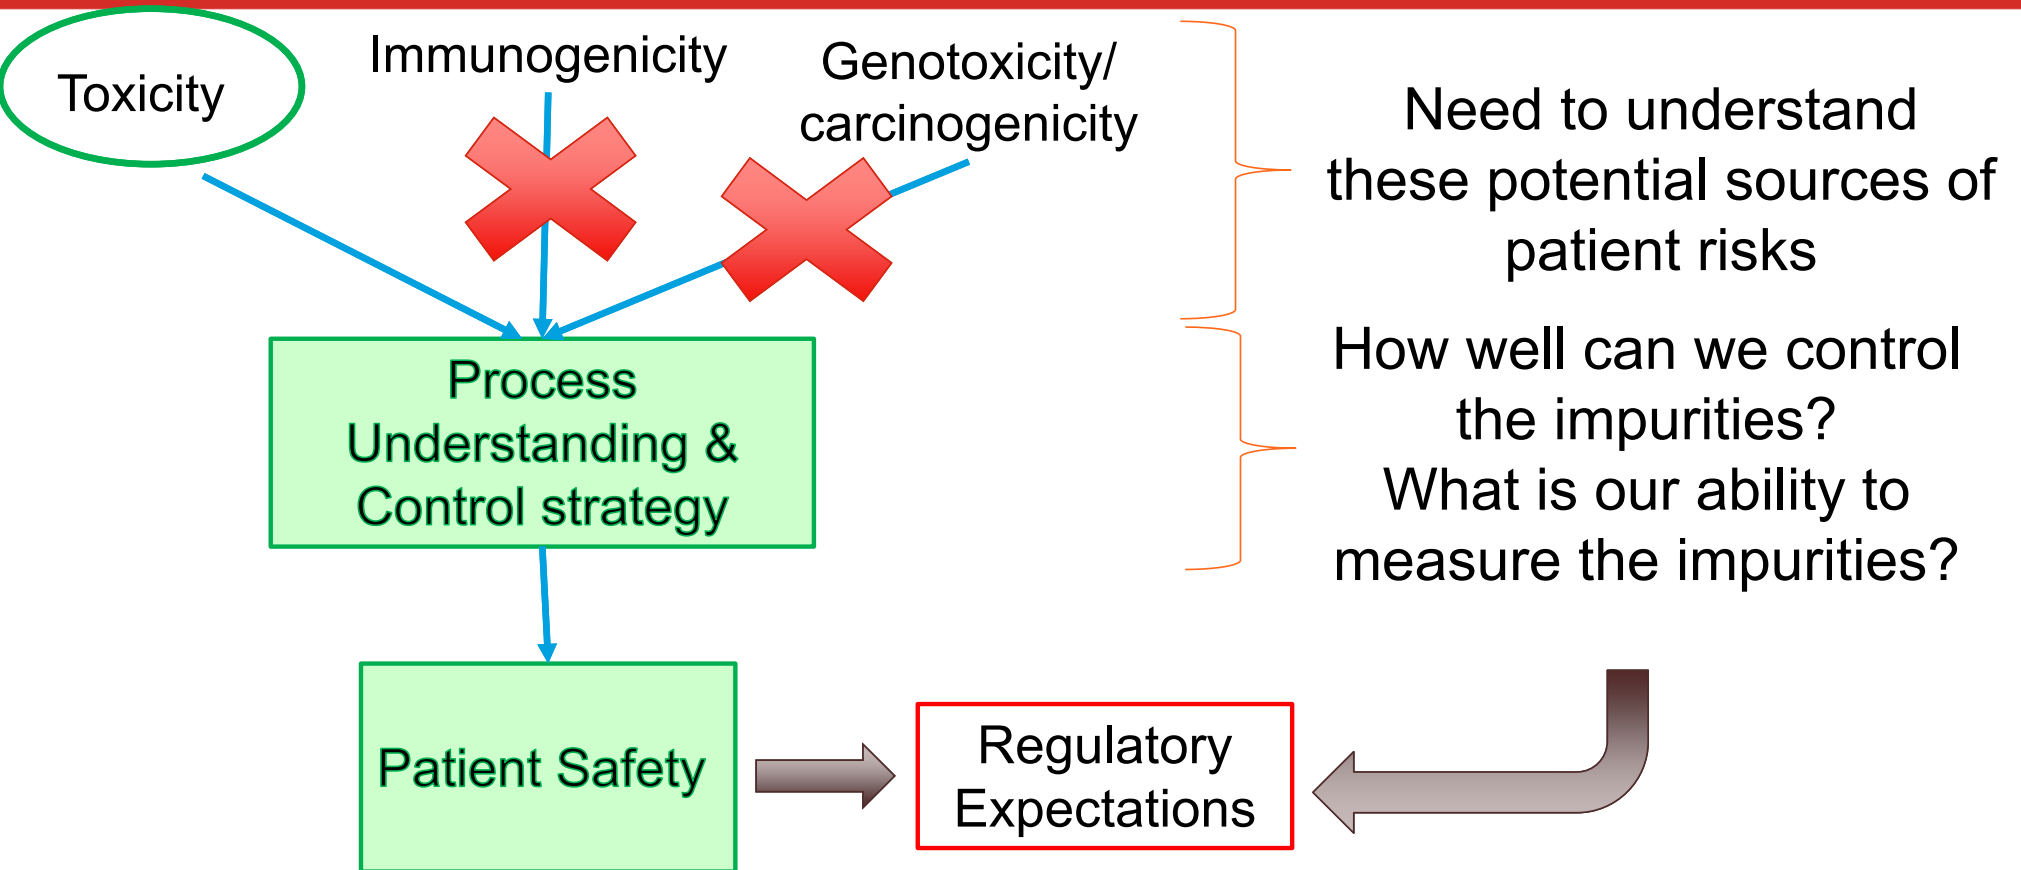 Toxicity
Immunogenicity
Genotoxicity/
carcinogenicity
Need to understand
these potential sources of
patient risks
Process
Understanding &
Control strategy
How well can we control
the impurities?
What is our ability to
measure the impurities?
Patient Safety
Regulatory
Expectations